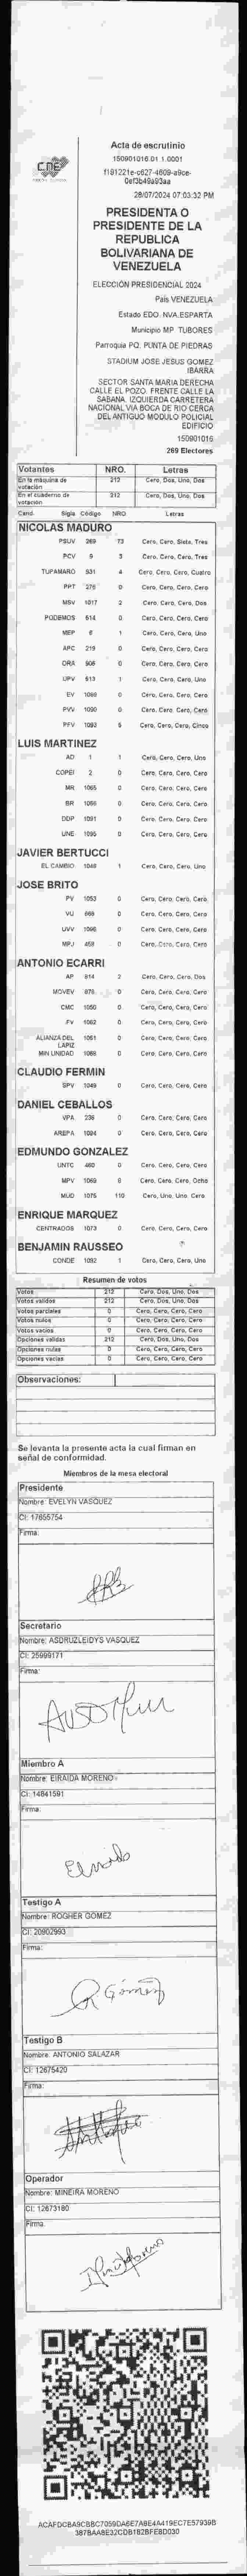 CNE
Acta de escrutinio
150901016.01.1.0001
f181221e-c627-4609-a9ce-
0ef3b49a93aa
28/07/2024 07:03:32 PM
PRESIDENTA O
PRESIDENTE DE LA
REPUBLICA
BOLIVARIANA DE
VENEZUELA
ELECCIÓN PRESIDENCIAL 2024
País VENEZUELA
Estado EDO. NVA.ESPARTA
Municipio MP. TUBORES
Parroquia PQ. PUNTA DE PIEDRAS
STADIUM JOSE JESUS GOMEZ
IBARRA
SECTOR SANTA MARIA DERECHA
CALLE EL POZO. FRENTE CALLE LA
SABANA. IZQUIERDA CARRETERA
NACIONAL VIA BOCA DE RIO CERCA
DEL ANTIGUO MODULO POLICIAL
EDIFICIO
150901016
269 Electores
Votantes NRO. Letras
En la máquina de votación 212 Cero, Dos, Uno, Dos
En el cuaderno de votación 212 Cero, Dos, Uno, Dos
Cand. Sigla Código NRO Letras
NICOLAS MADURO
PSUV 269 73 Cero, Cero, Siete, Tres
PCV 9 3 Cero, Cero, Cero, Tres
TUPAMARO 931 4 Cero, Cero, Cero, Cuatro
PPT 276 0 Cero, Cero, Cero, Cero
MSV 1017 2 Cero, Cero, Cero, Dos
PODEMOS 514 0 Cero, Cero, Cero, Cero
MEP 6 1 Cero, Cero, Cero, Uno
APC 219 0 Cero, Cero, Cero, Cero
ORA 906 0 Cero, Cero, Cero, Cero
UPV 513 1 Cero, Cero, Cero, Uno
EV 1098 0 Cero, Cero, Cero, Cero
PVV 1090 0 Cero, Cero, Cero, Cero
PFV 1093 5 Cero, Cero, Cero, Cinco
LUIS MARTINEZ
AD 1 1 Cero, Cero, Cero, Uno
COPEI 2 0 Cero, Cero, Cero, Cero
MR 1065 0 Cero, Cero, Cero, Cero
BR 1059 0 Cero, Cero, Cero, Cero
DDP 1091 0 Cero, Cero, Cero, Cero
UNE 1095 0 Cero, Cero, Cero, Cero
JAVIER BERTUCCI
EL CAMBIO 1046 1 Cero, Cero, Cero, Uno
JOSE BRITO
PV 1053 0 Cero, Cero, Cero, Cero
VU 868 0 Cero, Cero, Cero, Cero
UVV 1096 0 Cero, Cero, Cero, Cero
MPJ 458 0 Cero, Cero, Cero, Cero
ANTONIO ECARRI
AP 914 2 Cero, Cero, Cero, Dos
MOVEV 976 0 Cero, Cero, Cero, Cero
CMC 1050 0 Cero, Cero, Cero, Cero
FV 1062 0 Cero, Cero, Cero, Cero
ALIANZA DEL LAPIZ 1051 0 Cero, Cero, Cero, Cero
MIN UNIDAD 1088 0 Cero, Cero, Cero, Cero
CLAUDIO FERMIN
SPV 1049 0 Cero, Cero, Cero, Cero
DANIEL CEBALLOS
VPA 236 0 Cero, Cero, Cero, Cero
AREPA 1094 0 Cero, Cero, Cero, Cero
EDMUNDO GONZALEZ
UNTC 460 0 Cero, Cero, Cero, Cero
MPV 1069 8 Cero, Cero, Cero, Ocho
MUD 1075 110 Cero, Uno, Uno, Cero
ENRIQUE MARQUEZ
CENTRADOS 1073 0 Cero, Cero, Cero, Cero
BENJAMIN RAUSSEO
CONDE 1082 1 Cero, Cero, Cero, Uno
Resumen de votos
Votos 212 Cero, Dos, Uno, Dos
Votos validos 212 Cero, Dos, Uno, Dos
Votos parciales 0 Cero, Cero, Cero, Cero
Votos nulos 0 Cero, Cero, Cero, Cero
Votos vacios 0 Cero, Cero, Cero, Cero
Opciones validas 212 Cero, Dos, Uno, Dos
Opciones nulas 0 Cero, Cero, Cero, Cero
Opciones vacias 0 Cero, Cero, Cero, Cero
Observaciones:
Se levanta la presente acta la cual firman en
señal de conformidad.
Miembros de la mesa electoral
Presidente
Nombre: EVELYN VASQUEZ
CI: 17655754
Firma:
Secretario
Nombre: ASDRUZLEIDYS VASQUEZ
CI: 25999171
Firma:
Miembro A
Nombre: EIRAIDA MORENO
CI: 14841591
Firma:
Testigo A
Nombre: ROGHER GOMEZ
CI: 20902993
Firma:
R Gómez
Testigo B
Nombre: ANTONIO SALAZAR
CI: 12675420
Firma:
Operador
Nombre: MINEIRA MORENO
CI: 12673180
Firma:
ACAFDCBA9CBBC7059DA6E7A8E4A419EC7E57939B
387BAA8E32CDB182BFEBD030